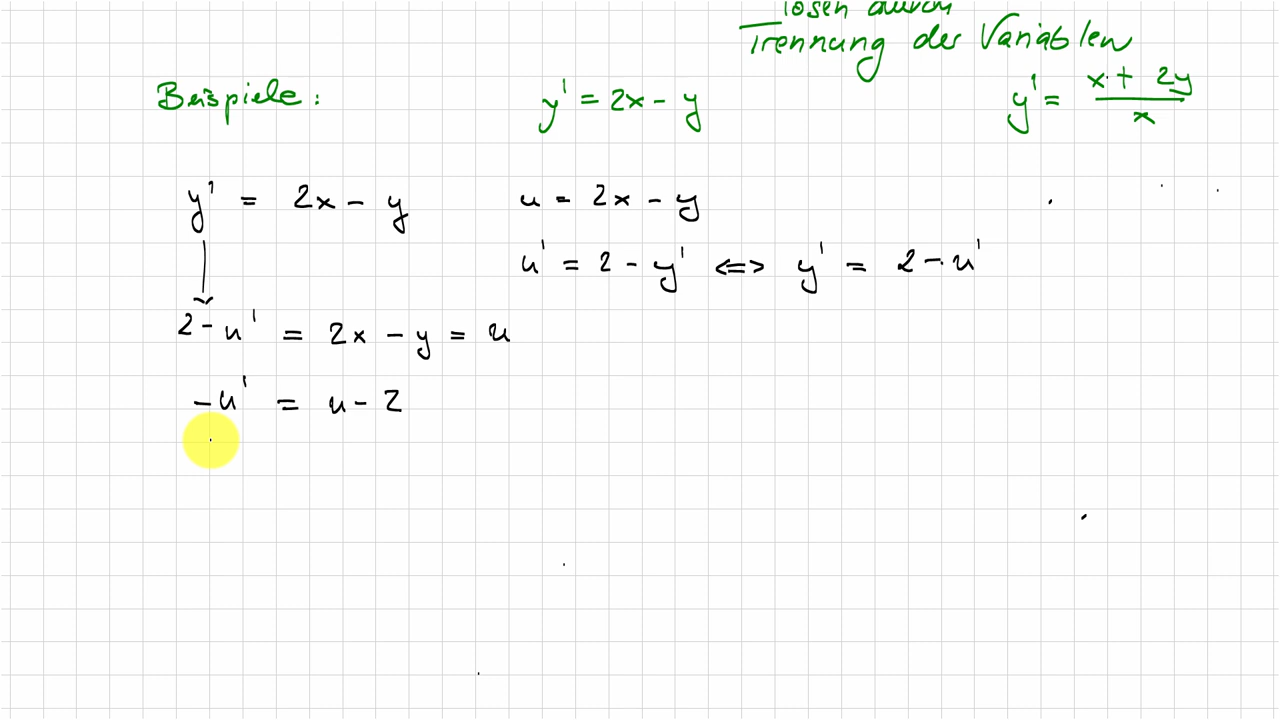 lösen durch
Trennung der Variablen
Beispiele: y' = 2x - y y' = (x + 2y)/x
y' = 2x - y u = 2x - y
u' = 2 - y' <=> y' = 2 - u'
2 - u' = 2x - y = u
-u' = u - 2